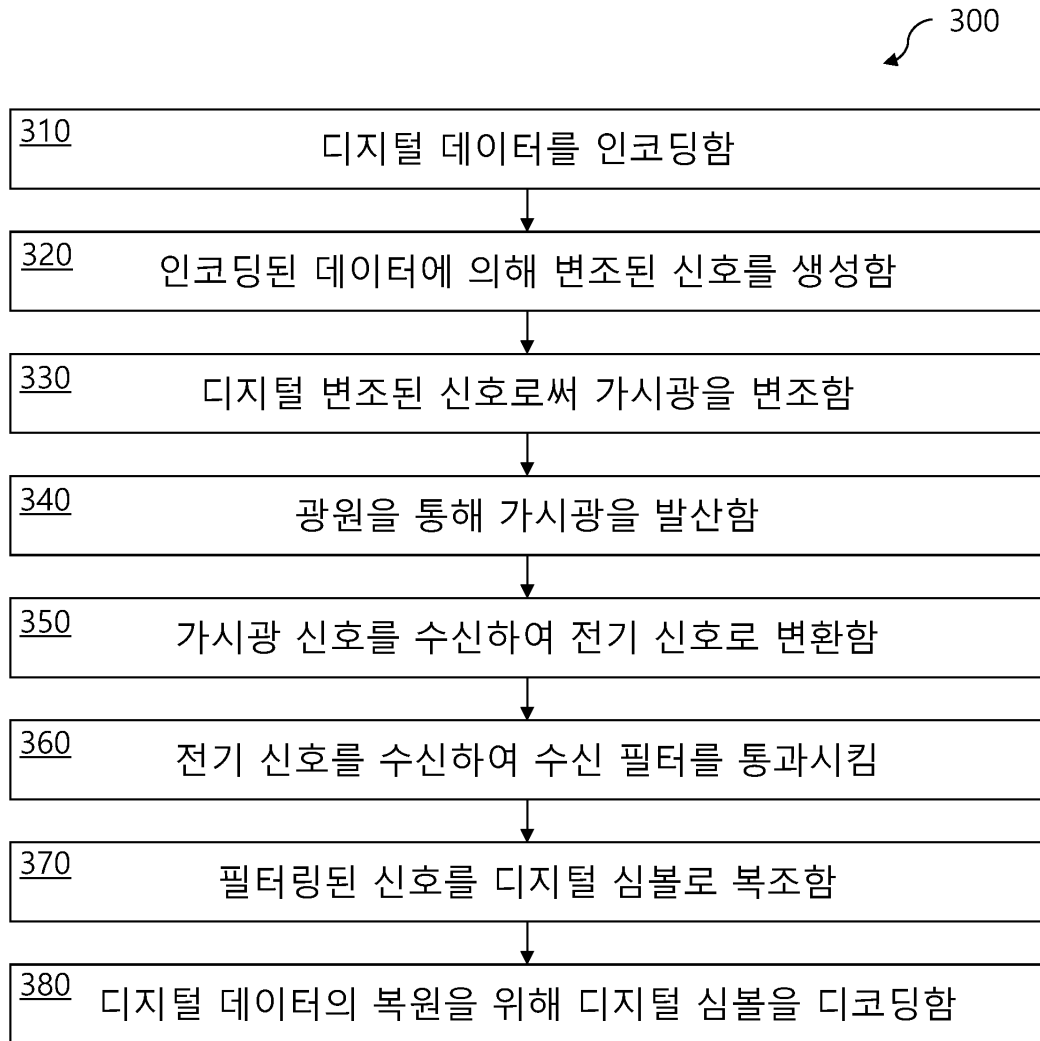 300
310
디지털 데이터를 인코딩함
320
인코딩된 데이터에 의해 변조된 신호를 생성함
330
디지털 변조된 신호로써 가시광을 변조함
340
광원을 통해 가시광을 발산함
350
가시광 신호를 수신하여 전기 신호로 변환함
360
전기 신호를 수신하여 수신 필터를 통과시킴
370
필터링된 신호를 디지털 심볼로 복조함
380
디지털 데이터의 복원을 위해 디지털 심볼을 디코딩함